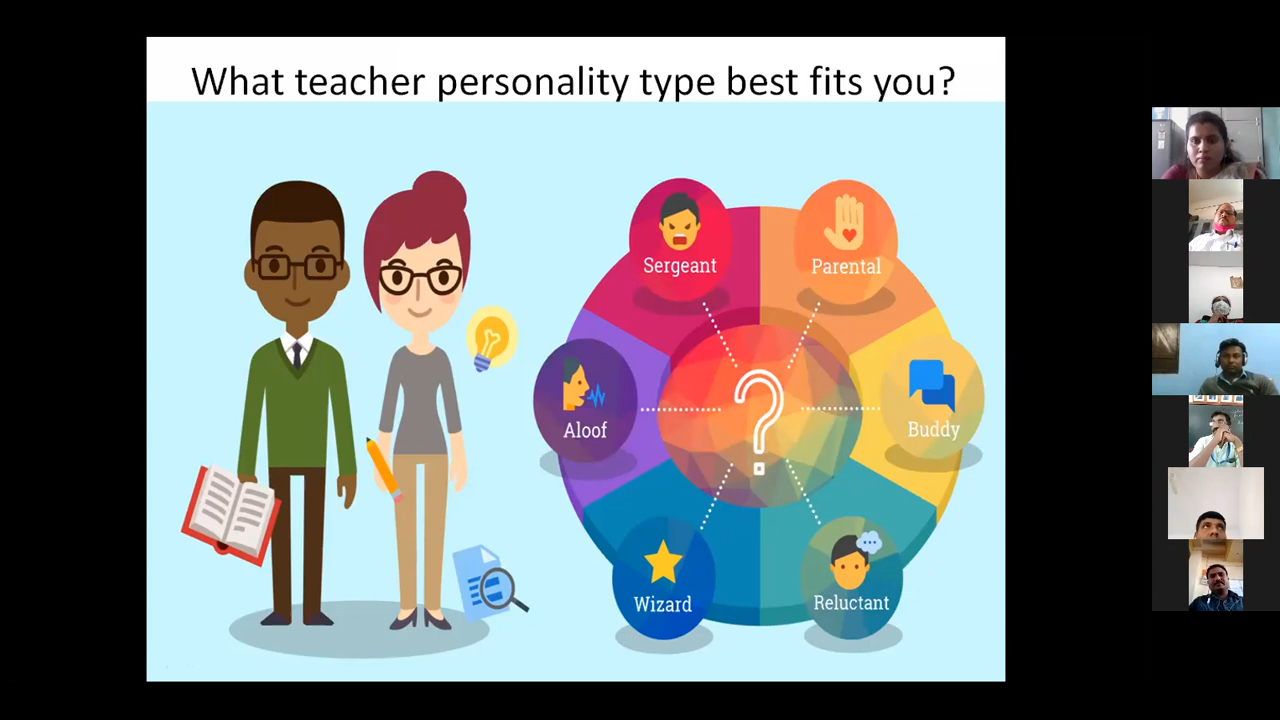 What teacher personality type best fits you?
Sergeant
Parental
Aloof
Buddy
Wizard
Reluctant